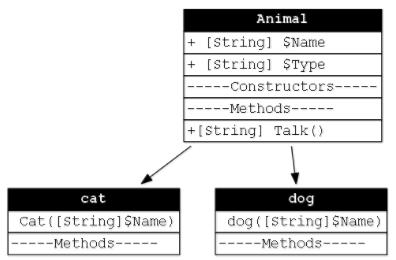 Animal
+ [String] $Name
+ [String] $Type
-----Constructors-----
-----Methods-----
+[String] Talk()
cat
Cat([String]$Name)
-----Methods-----
dog
dog([String]$Name)
-----Methods-----